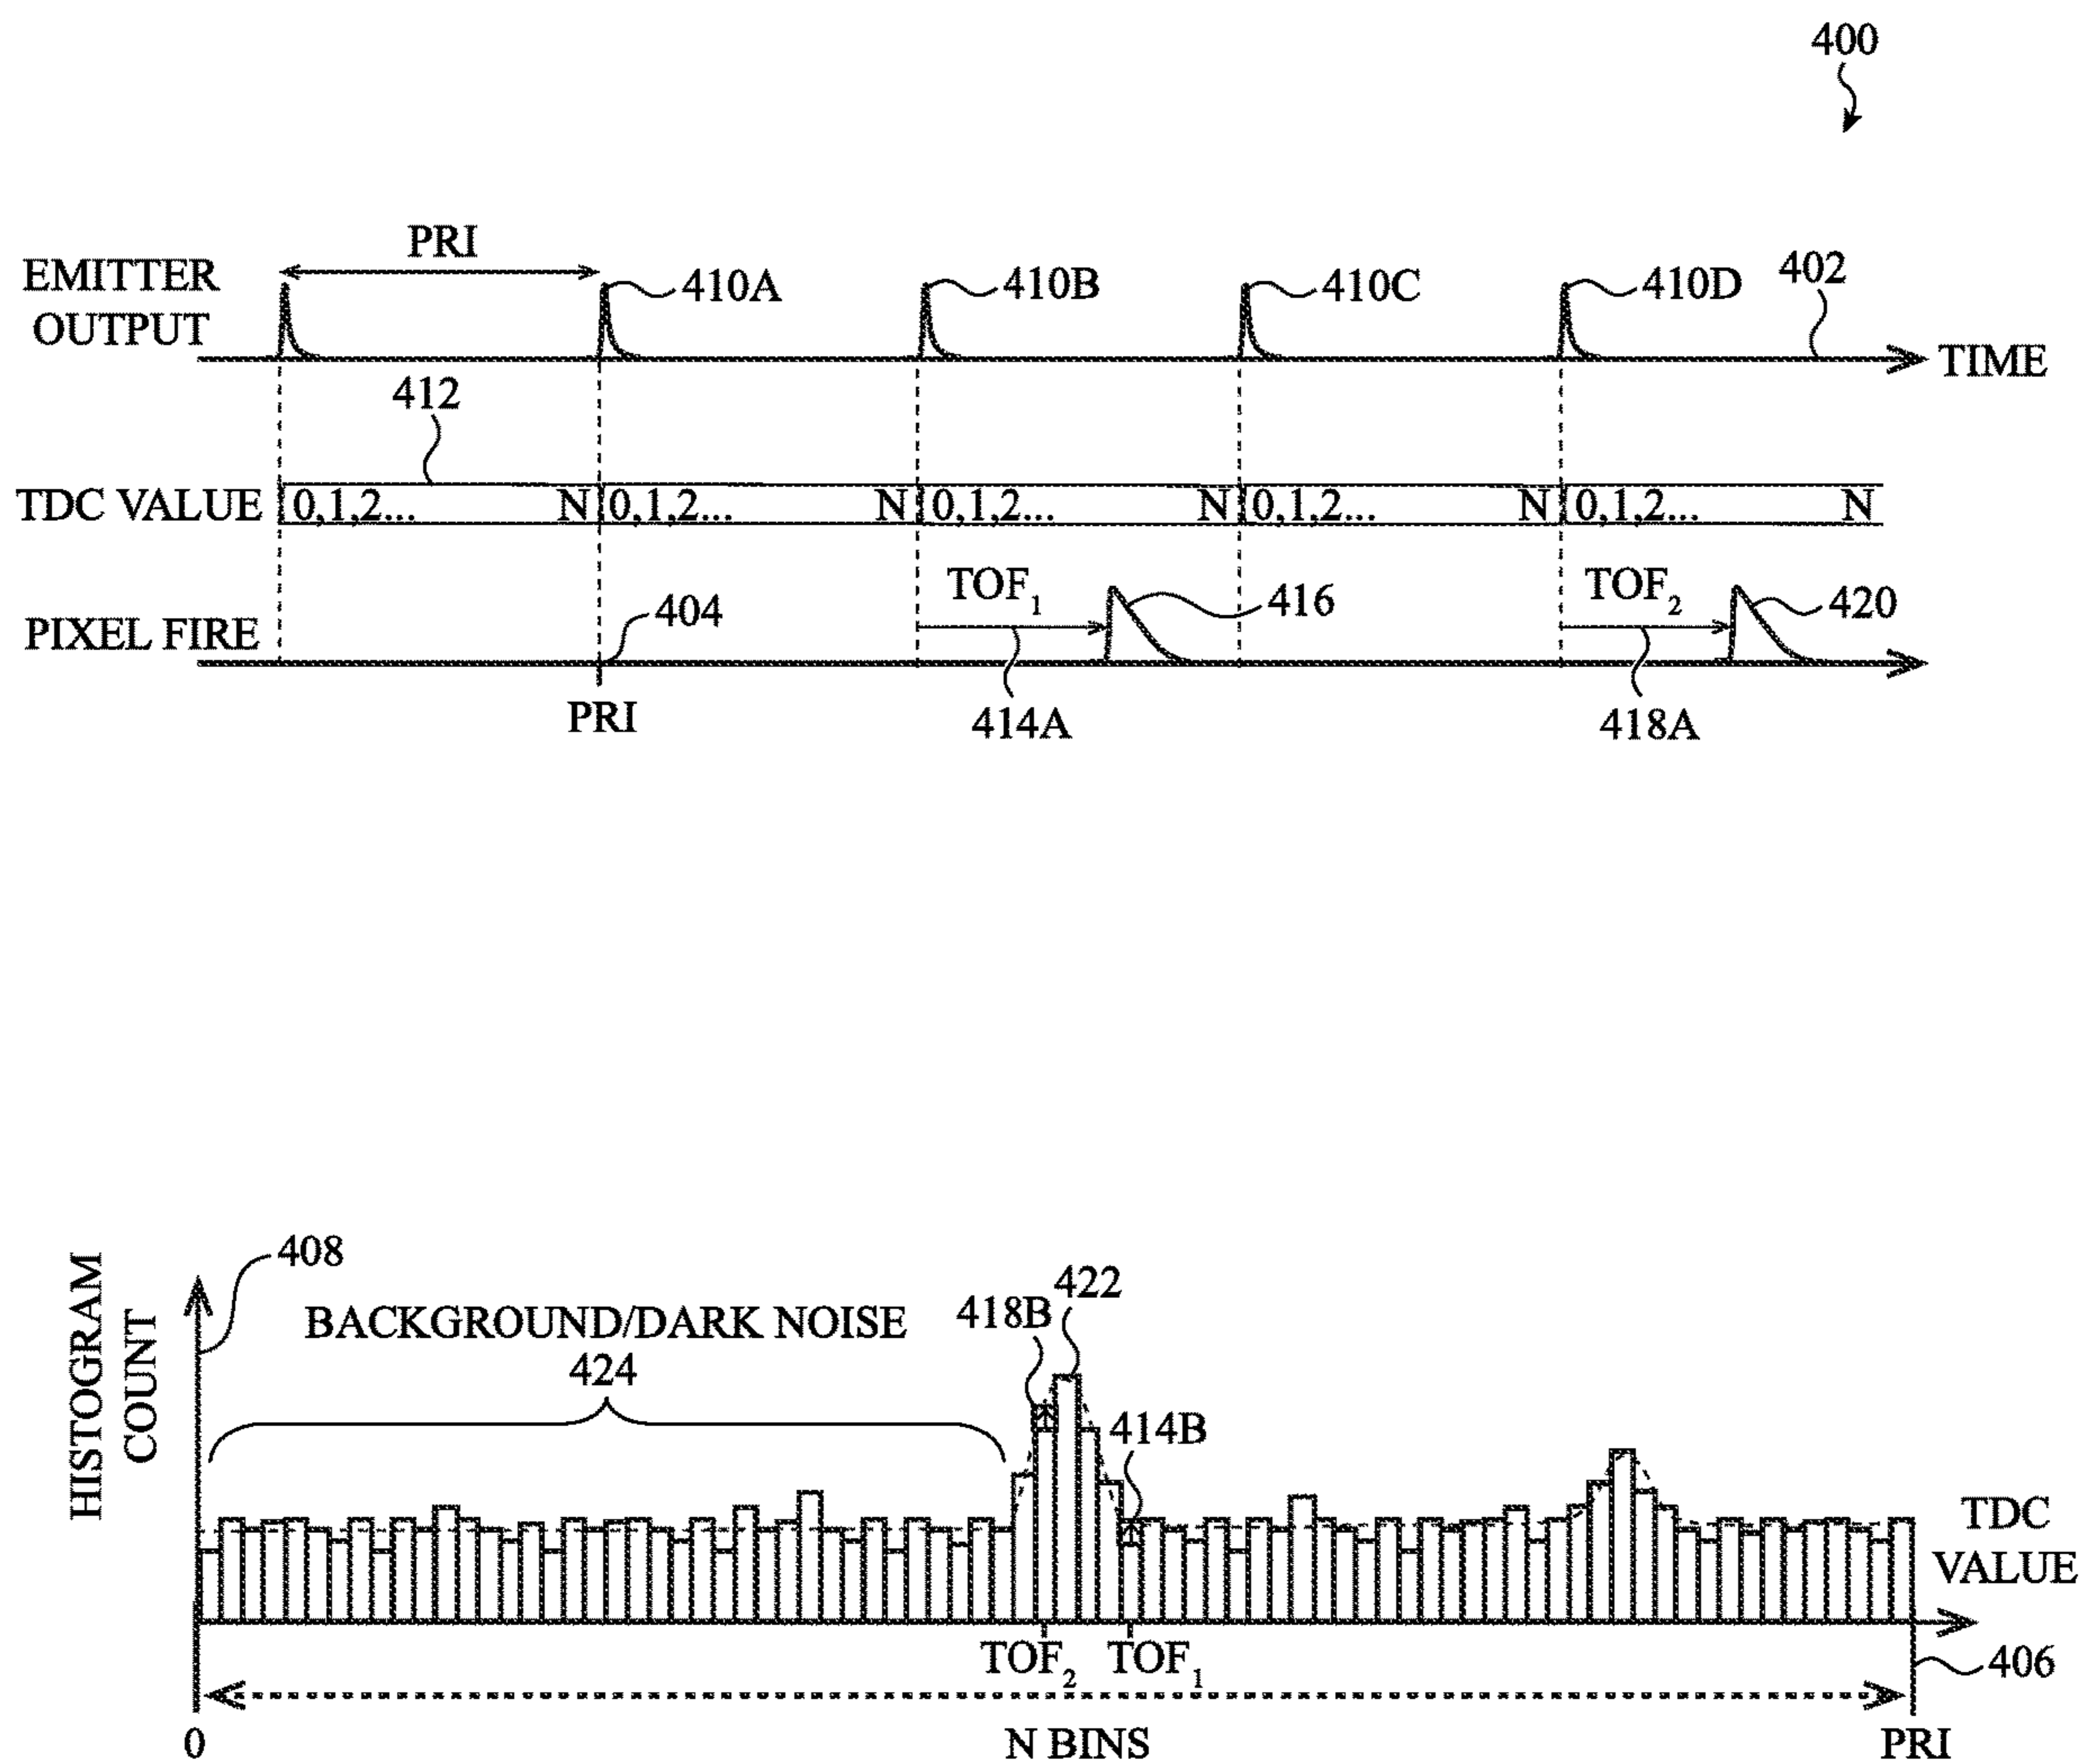 400
PRI
EMITTER OUTPUT
410A
410B
410C
410D
402
TIME
412
TDC VALUE
0,1,2... N
0,1,2... N
0,1,2... N
0,1,2... N
0,1,2... N
PIXEL FIRE
404
TOF1
416
TOF2
420
PRI
414A
418A
HISTOGRAM COUNT
408
BACKGROUND/DARK NOISE
424
418B
422
414B
TDC VALUE
TOF2
TOF1
406
0
N BINS
PRI